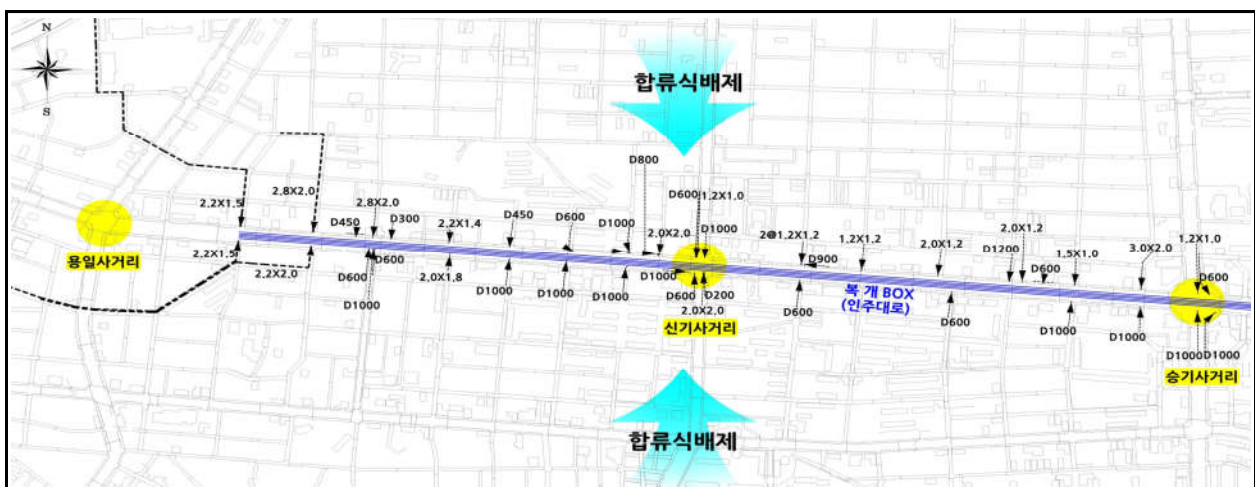 N
S
합류식배제
D800
2,8X2,0
D600
1,2X1,0
2,2X1,5
2,8X2,0
D300
D450
2,2X1,4
D450
D600
D1000
2,0X2,0
D1000
2@1,2X1,2
1,2X1,2
2,0X1,2
2,0X1,2
D1200
D600
1,5X1,0
3.0X2.0
1,2X1,0
D600
용일사거리
2,2X1,5
2,2X2,0
D600
D600
D1000
2,0X1,8
D1000
D1000
D1000
D1000
D600
D200
2.0X2,0
신기사거리
D900
D600
복 개 BOX
(인주대로)
D600
D1000
D1000
D1000
D1000
승기사거리
합류식배제